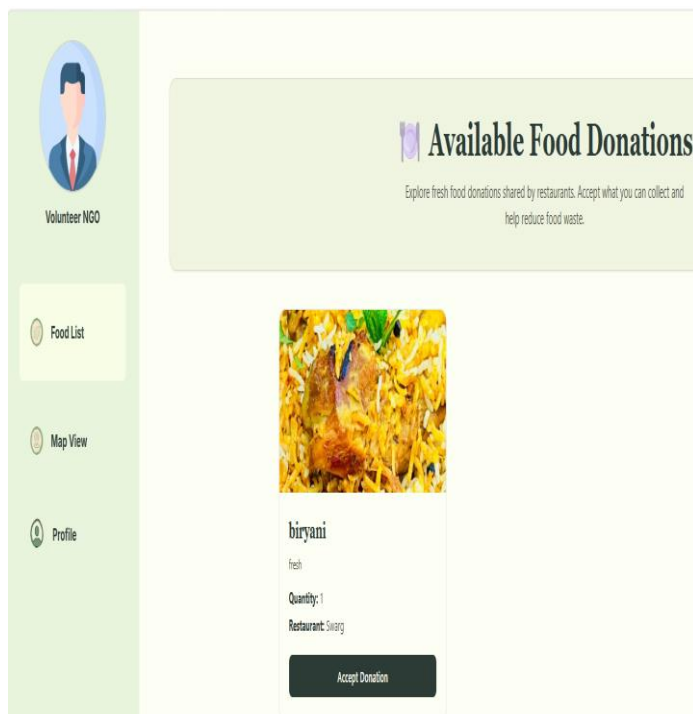 Volunteer NGO
Food List
Map View
Profile
Available Food Donations
Explore fresh food donations shared by restaurants. Accept what you can collect and
help reduce food waste.
biryani
fresh
Quantity: 1
Restaurant: Swarg
Accept Donation